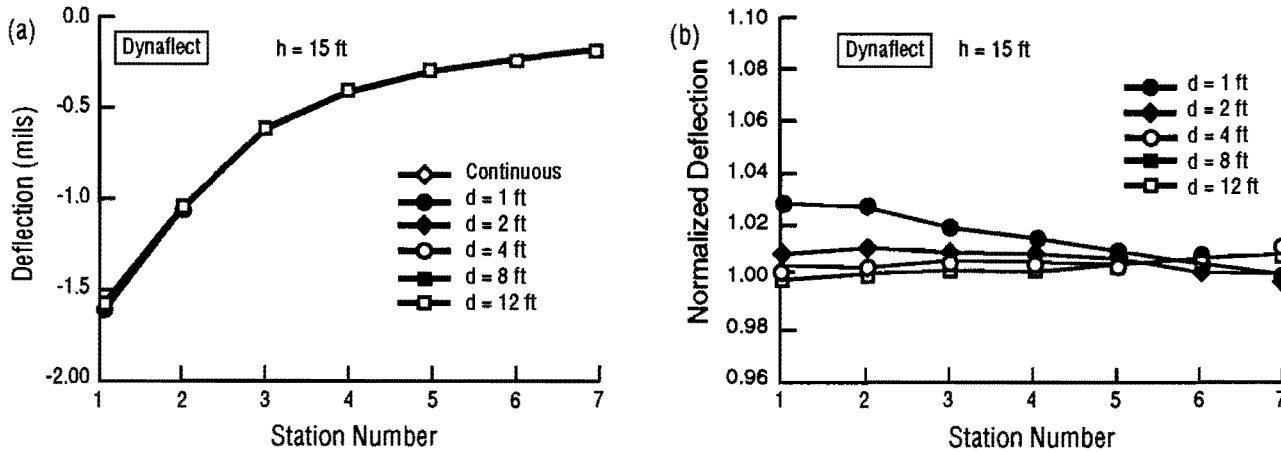 (a)
Dynaflect
h = 15 ft
0.0
-0.5
-1.0
-1.5
-2.00
Deflection (mils)
Continuous
d = 1 ft
d = 2 ft
d = 4 ft
d = 8 ft
d = 12 ft
1 2 3 4 5 6 7
Station Number
(b)
Dynaflect
h = 15 ft
1.10
1.08
1.06
1.04
1.02
1.00
0.98
0.96
Normalized Deflection
d = 1 ft
d = 2 ft
d = 4 ft
d = 8 ft
d = 12 ft
1 2 3 4 5 6 7
Station Number